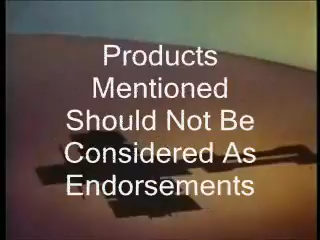 Products
Mentioned
Should Not Be
Considered As
Endorsements